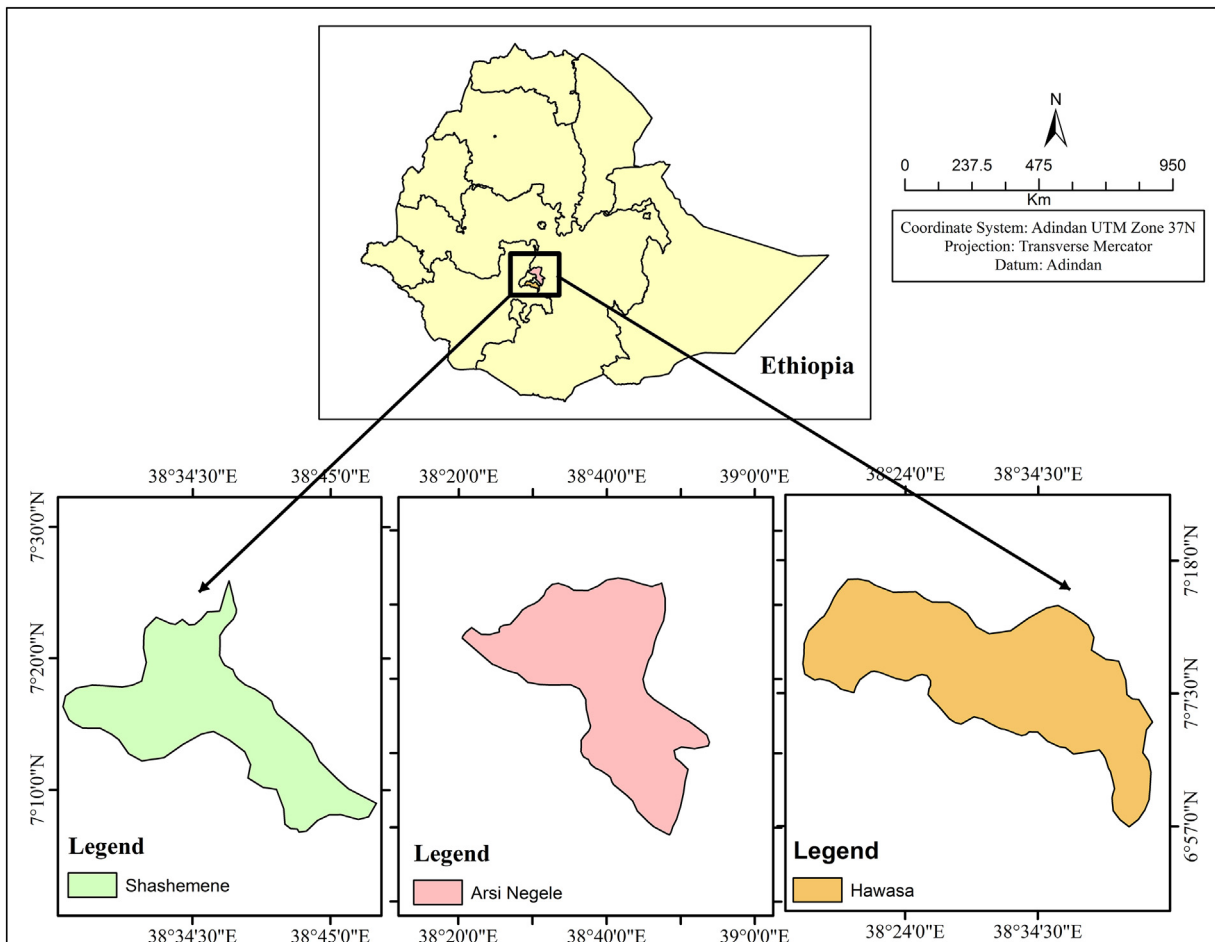 N
0 237.5 475 950
Km
Coordinate System: Adindan UTM Zone 37N
Projection: Transverse Mercator
Datum: Adindan
Ethiopia
38°34'30"E 38°45'0"E
38°20'0"E 38°40'0"E 39°0'0"E
38°24'0"E 38°34'30"E
7°30'0"N
7°20'0"N
7°10'0"N
7°18'0"N
7°7'30"N
6°57'0"N
Legend
Shashemene
Legend
Arsi Negele
Legend
Hawasa
38°34'30"E 38°45'0"E
38°20'0"E 38°40'0"E 39°0'0"E
38°24'0"E 38°34'30"E